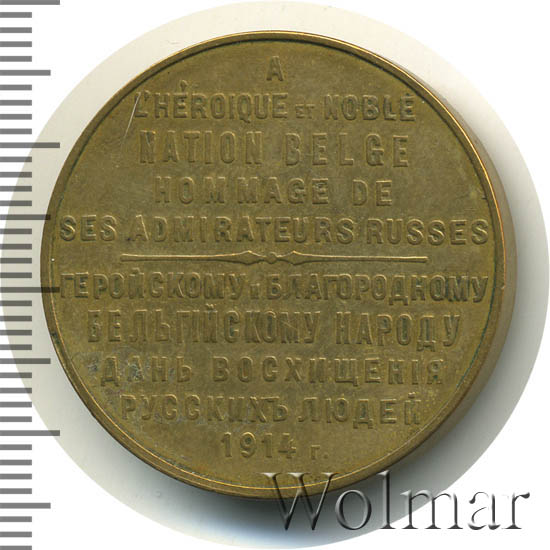 A
L'HÉROIQUE ET NOBLE
NATION BELGE
HOMMAGE DE
SES ADMIRATEURS RUSSES
ГЕРОЙСКОМУ и БЛАГОРОДНОМУ
БЕЛЬГІЙСКОМУ НАРОДУ
ДАНЬ ВОСХИЩЕНІЯ
РУССКИХЪ ЛЮДЕЙ
1914 г.
Wolmar